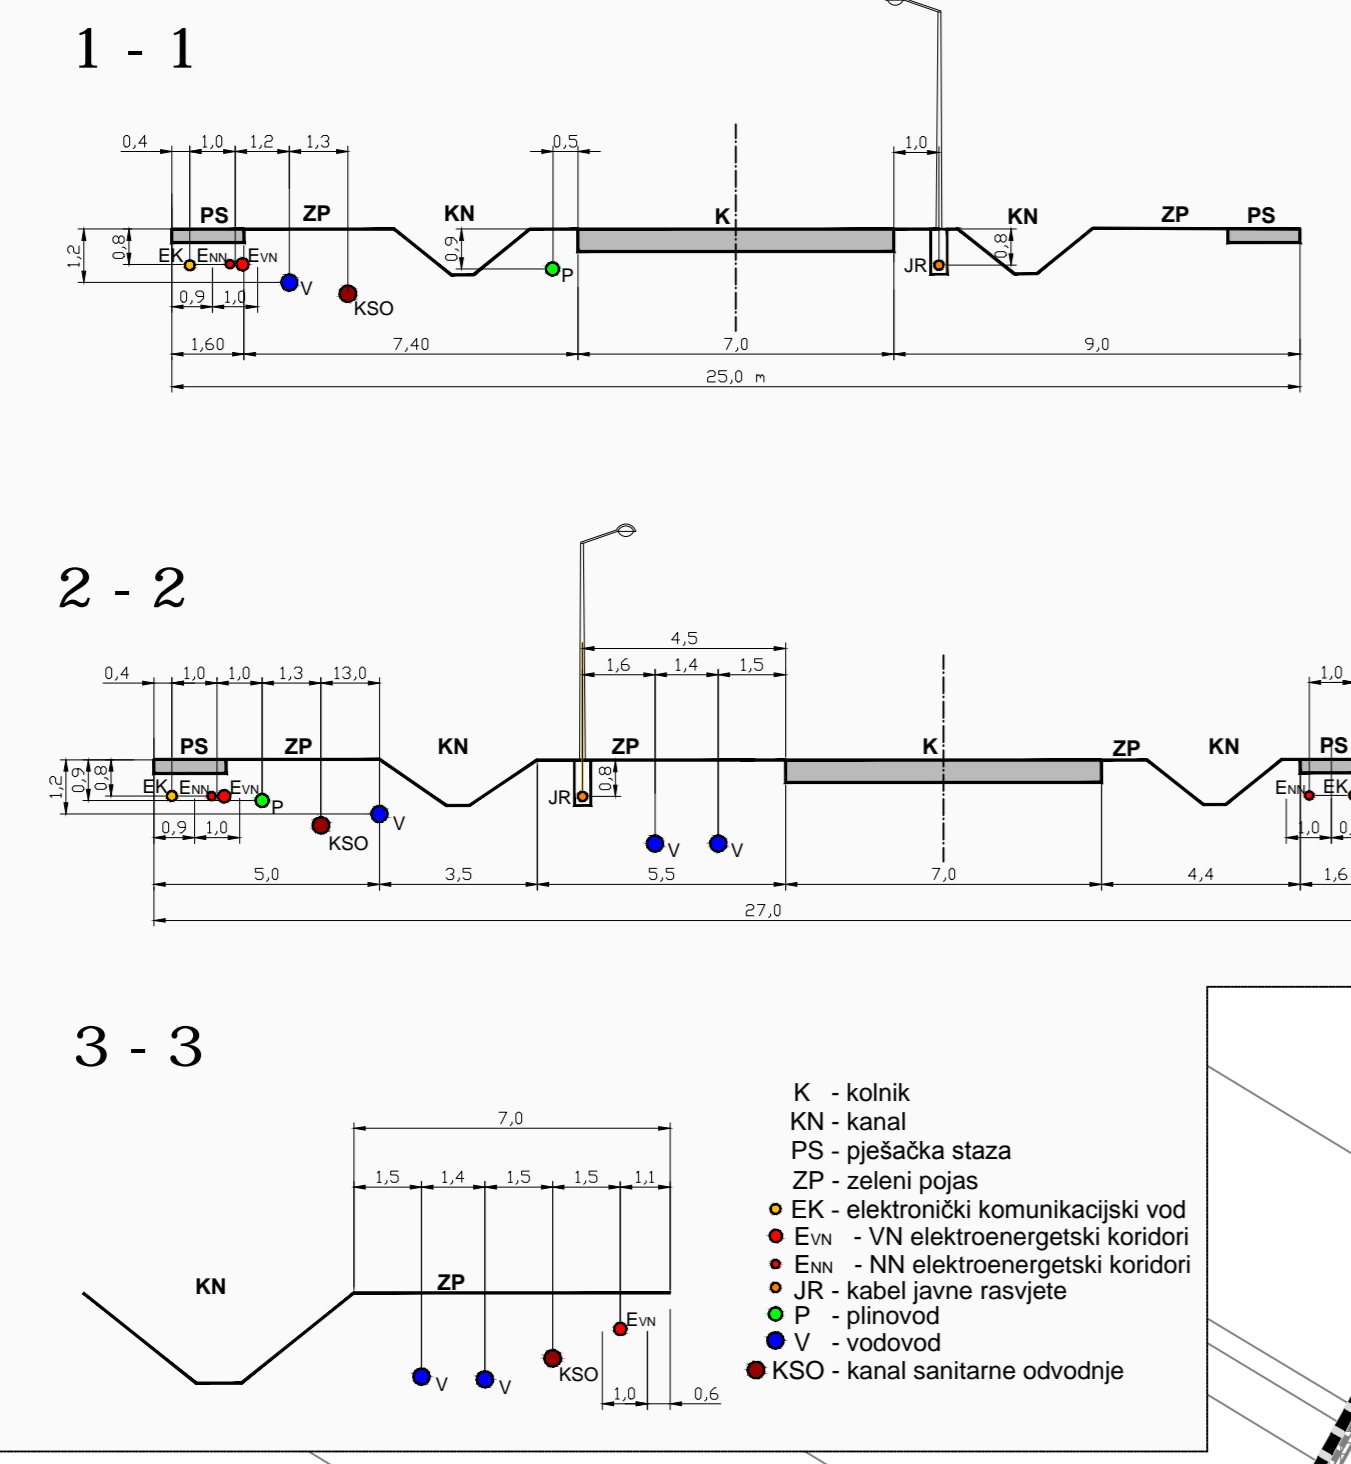 1 - 1
0,4 1,0 1,2 1,3 0,5 1,0
PS ZP KN K KN ZP PS
1,2 0,8 EK ENN EVN V KSO 0,9 P JR 0,8
0,9 1,0
1,60 7,40 7,0 9,0
25,0 m
2 - 2
4,5
0,4 1,0 1,0 1,3 13,0 1,6 1,4 1,5 1,0
PS ZP KN ZP K ZP KN PS
1,2 0,9 0,8 EK ENN EVN P KSO V JR 0,8 V V ENN EK
0,9 1,0 1,0
5,0 3,5 5,5 7,0 4,4 1,6
27,0
3 - 3
7,0
1,5 1,4 1,5 1,5 1,1
KN ZP
V V KSO EVN
1,0 0,6
K - kolnik
KN - kanal
PS - pješačka staza
ZP - zeleni pojas
EK - elektronički komunikacijski vod
EVN - VN elektroenergetski koridori
ENN - NN elektroenergetski koridori
JR - kabel javne rasvjete
P - plinovod
V - vodovod
KSO - kanal sanitarne odvodnje